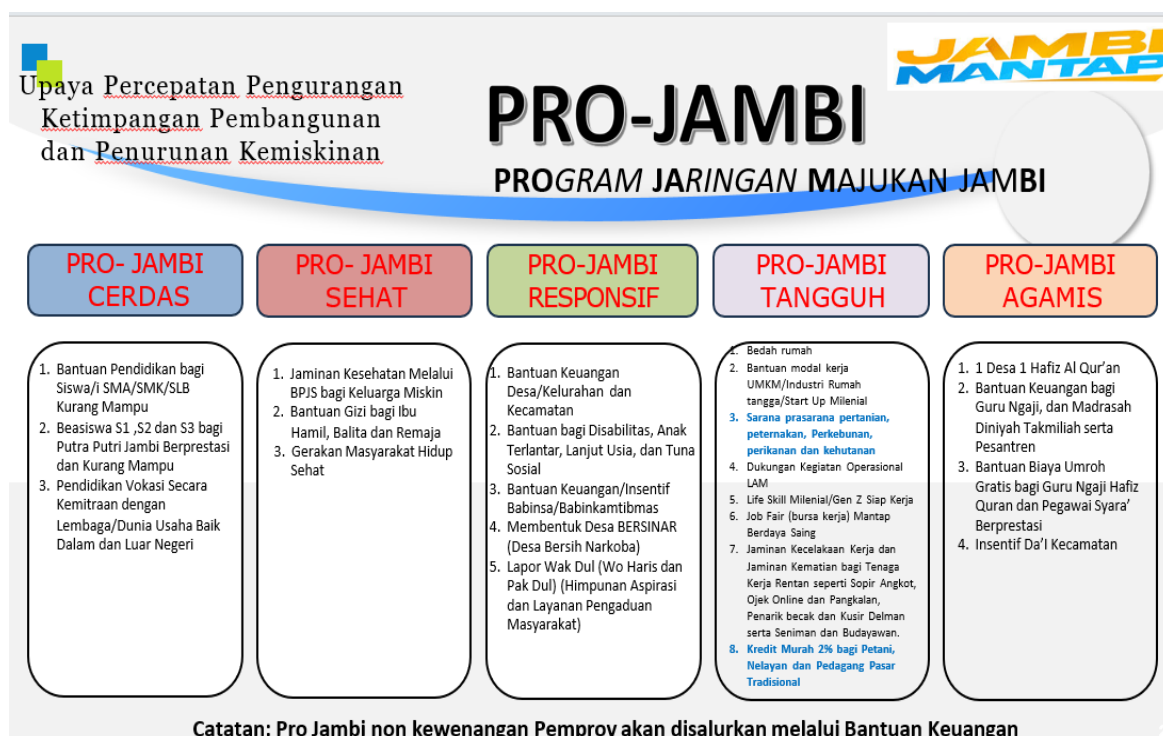 JAMBI
MANTAP
Upaya Percepatan Pengurangan
Ketimpangan Pembangunan
dan Penurunan Kemiskinan
PRO-JAMBI
PROGRAM JARINGAN MAJUKAN JAMBI
PRO- JAMBI
CERDAS
1. Bantuan Pendidikan bagi
Siswa/i SMA/SMK/SLB
Kurang Mampu
2. Beasiswa S1 ,S2 dan S3 bagi
Putra Putri Jambi Berprestasi
dan Kurang Mampu
3. Pendidikan Vokasi Secara
Kemitraan dengan
Lembaga/Dunia Usaha Baik
Dalam dan Luar Negeri
PRO- JAMBI
SEHAT
1. Jaminan Kesehatan Melalui
BPJS bagi Keluarga Miskin
2. Bantuan Gizi bagi Ibu
Hamil, Balita dan Remaja
3. Gerakan Masyarakat Hidup
Sehat
PRO-JAMBI
RESPONSIF
1. Bantuan Keuangan
Desa/Kelurahan dan
Kecamatan
2. Bantuan bagi Disabilitas, Anak
Terlantar, Lanjut Usia, dan Tuna
Sosial
3. Bantuan Keuangan/Insentif
Babinsa/Babinkamtibmas
4. Membentuk Desa BERSINAR
(Desa Bersih Narkoba)
5. Lapor Wak Dul (Wo Haris dan
Pak Dul) (Himpunan Aspirasi
dan Layanan Pengaduan
Masyarakat)
PRO-JAMBI
TANGGUH
1. Bedah rumah
2. Bantuan modal kerja
UMKM/Industri Rumah
tangga/Start Up Milenial
3. Sarana prasarana pertanian,
peternakan, Perkebunan,
perikanan dan kehutanan
4. Dukungan Kegiatan Operasional
LAM
5. Life Skill Milenial/Gen Z Siap Kerja
6. Job Fair (bursa kerja) Mantap
Berdaya Saing
7. Jaminan Kecelakaan Kerja dan
Jaminan Kematian bagi Tenaga
Kerja Rentan seperti Sopir Angkot,
Ojek Online dan Pangkalan,
Penarik becak dan Kusir Delman
serta Seniman dan Budayawan.
8. Kredit Murah 2% bagi Petani,
Nelayan dan Pedagang Pasar
Tradisional
PRO-JAMBI
AGAMIS
1. 1 Desa 1 Hafiz Al Qur’an
2. Bantuan Keuangan bagi
Guru Ngaji, dan Madrasah
Diniyah Takmiliah serta
Pesantren
3. Bantuan Biaya Umroh
Gratis bagi Guru Ngaji Hafiz
Quran dan Pegawai Syara’
Berprestasi
4. Insentif Da’I Kecamatan
Catatan: Pro Jambi non kewenangan Pemprov akan disalurkan melalui Bantuan Keuangan